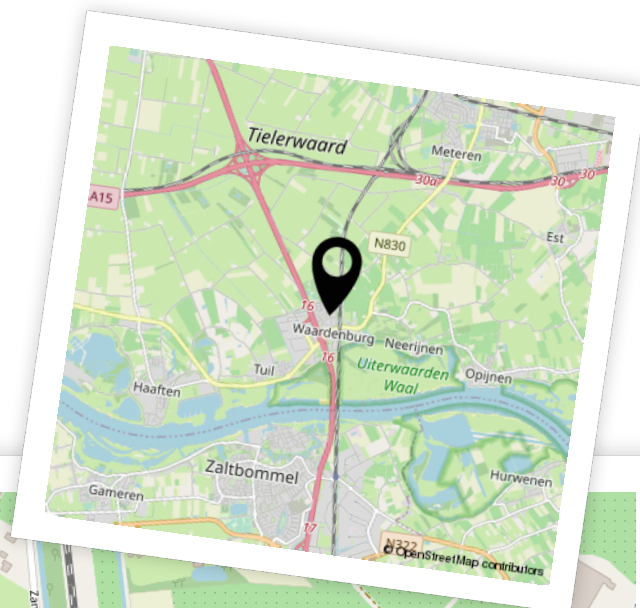 Tielerwaard
Meteren
30a
30
30
A15
N830
Est
16
Waardenburg
Neerijnen
16
Uiterwaarden
Waal
Tuil
Opijnen
Haaften
Zaltbommel
Hurwenen
Gameren
17
N322
© OpenStreetMap contributors